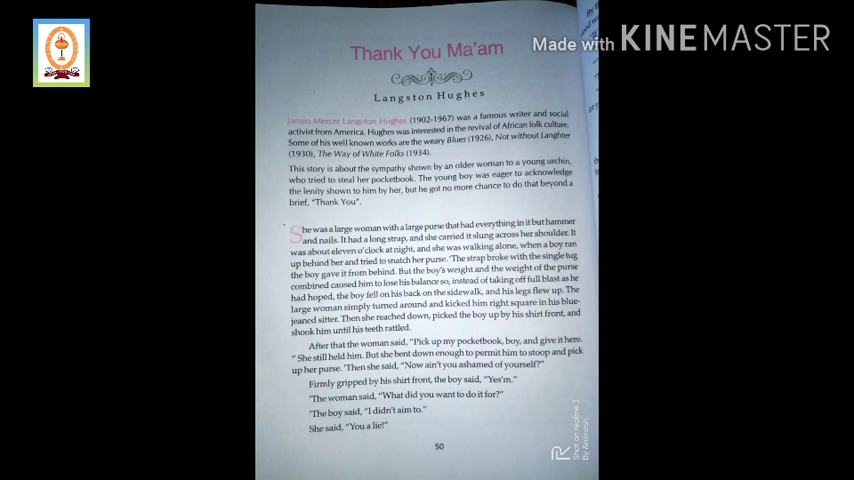 Made with KINEMASTER
Thank You Ma'am
Langston Hughes
James Mercer Langston Hughes (1902-1967) was a famous writer and social
activist from America. Hughes was interested in the revival of African folk culture.
Some of his well known works are the weary Blues (1926), Not without Langhter
(1930), The Way of White Folks (1934).
This story is about the sympathy shown by an older woman to a young urchin,
who tried to steal her pocketbook. The young boy was eager to acknowledge
the lenity shown to him by her, but he got no more chance to do that beyond a
brief, "Thank You".
She was a large woman with a large purse that had everything in it but hammer
and nails. It had a long strap, and she carried it slung across her shoulder. It
was about eleven o'clock at night, and she was walking alone, when a boy ran
up behind her and tried to snatch her purse. 'The strap broke with the single tug
the boy gave it from behind. But the boy's weight and the weight of the purse
combined caused him to lose his balance so, instead of taking off full blast as he
had hoped, the boy fell on his back on the sidewalk, and his legs flew up. The
large woman simply turned around and kicked him right square in his blue-
jeaned sitter. Then she reached down, picked the boy up by his shirt front, and
shook him until his teeth rattled.
After that the woman said, "Pick up my pocketbook, boy, and give it here.
" She still held him. But she bent down enough to permit him to stoop and pick
up her purse. 'Then she said, "Now ain't you ashamed of yourself?"
Firmly gripped by his shirt front, the boy said, "Yes'm."
'The woman said, "What did you want to do it for?"
'The boy said, "I didn't aim to."
She said, "You a lie!"
50
Shot on realme 3
By Animesh.